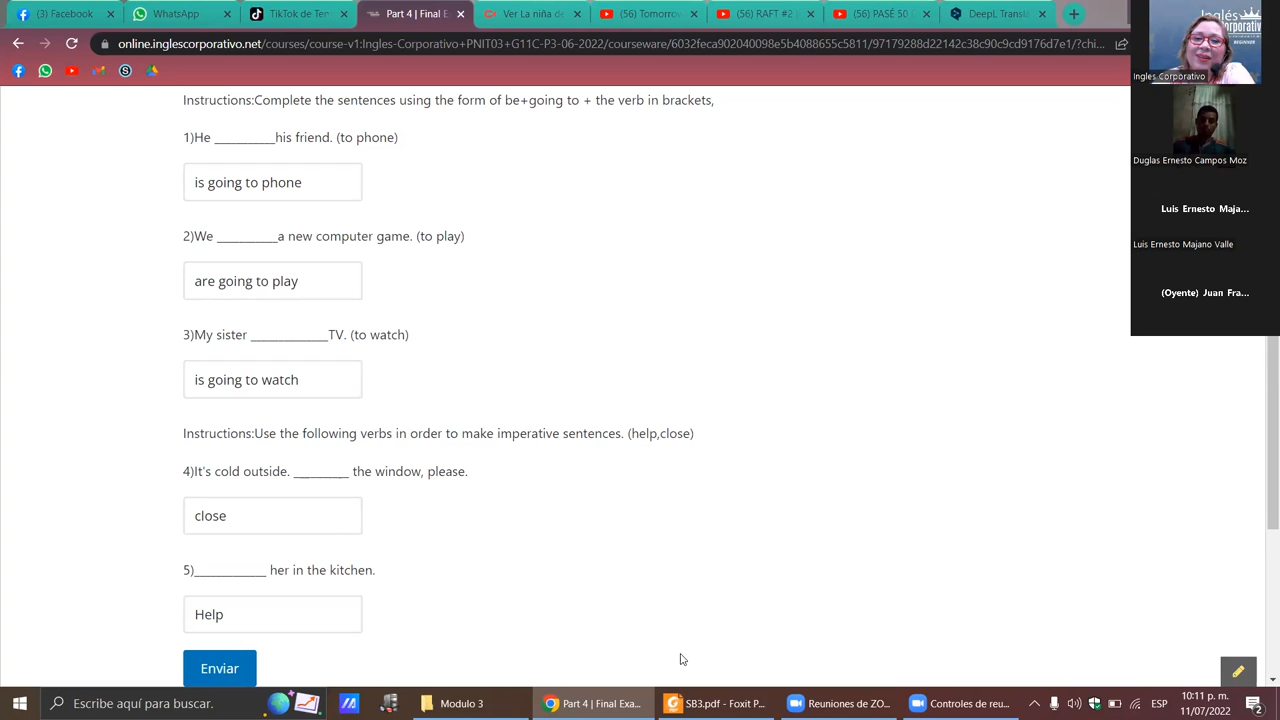 (3) Facebook
WhatsApp
TikTok de Ten
Part 4 | Final E
Ver La niña de
(56) Tomorrow
(56) RAFT #2
(56) PASÉ 50
DeepL Transla
online.inglescorporativo.net/courses/course-v1:Ingles-Corporativo+PNIT03+G11C-P3-06-2022/courseware/6032feca902040098e5b4088f555c5811/97179288d22142c38c90c9cd9176d7e1/?chi...
Instructions:Complete the sentences using the form of be+going to + the verb in brackets,
1)He __________his friend. (to phone)
is going to phone
2)We __________a new computer game. (to play)
are going to play
3)My sister _____________TV. (to watch)
is going to watch
Instructions:Use the following verbs in order to make imperative sentences. (help,close)
4)It's cold outside. _________ the window, please.
close
5)____________ her in the kitchen.
Help
Enviar
Inglés
BEGINNER
Ingles Corporativo
Duglas Ernesto Campos Moz
Luis Ernesto Maja...
Luis Ernesto Majano Valle
(Oyente) Juan Fra...
Escribe aquí para buscar.
Modulo 3
Part 4 | Final Exa...
SB3.pdf - Foxit P...
Reuniones de ZO...
Controles de reu...
ESP
10:11 p. m.
11/07/2022
2